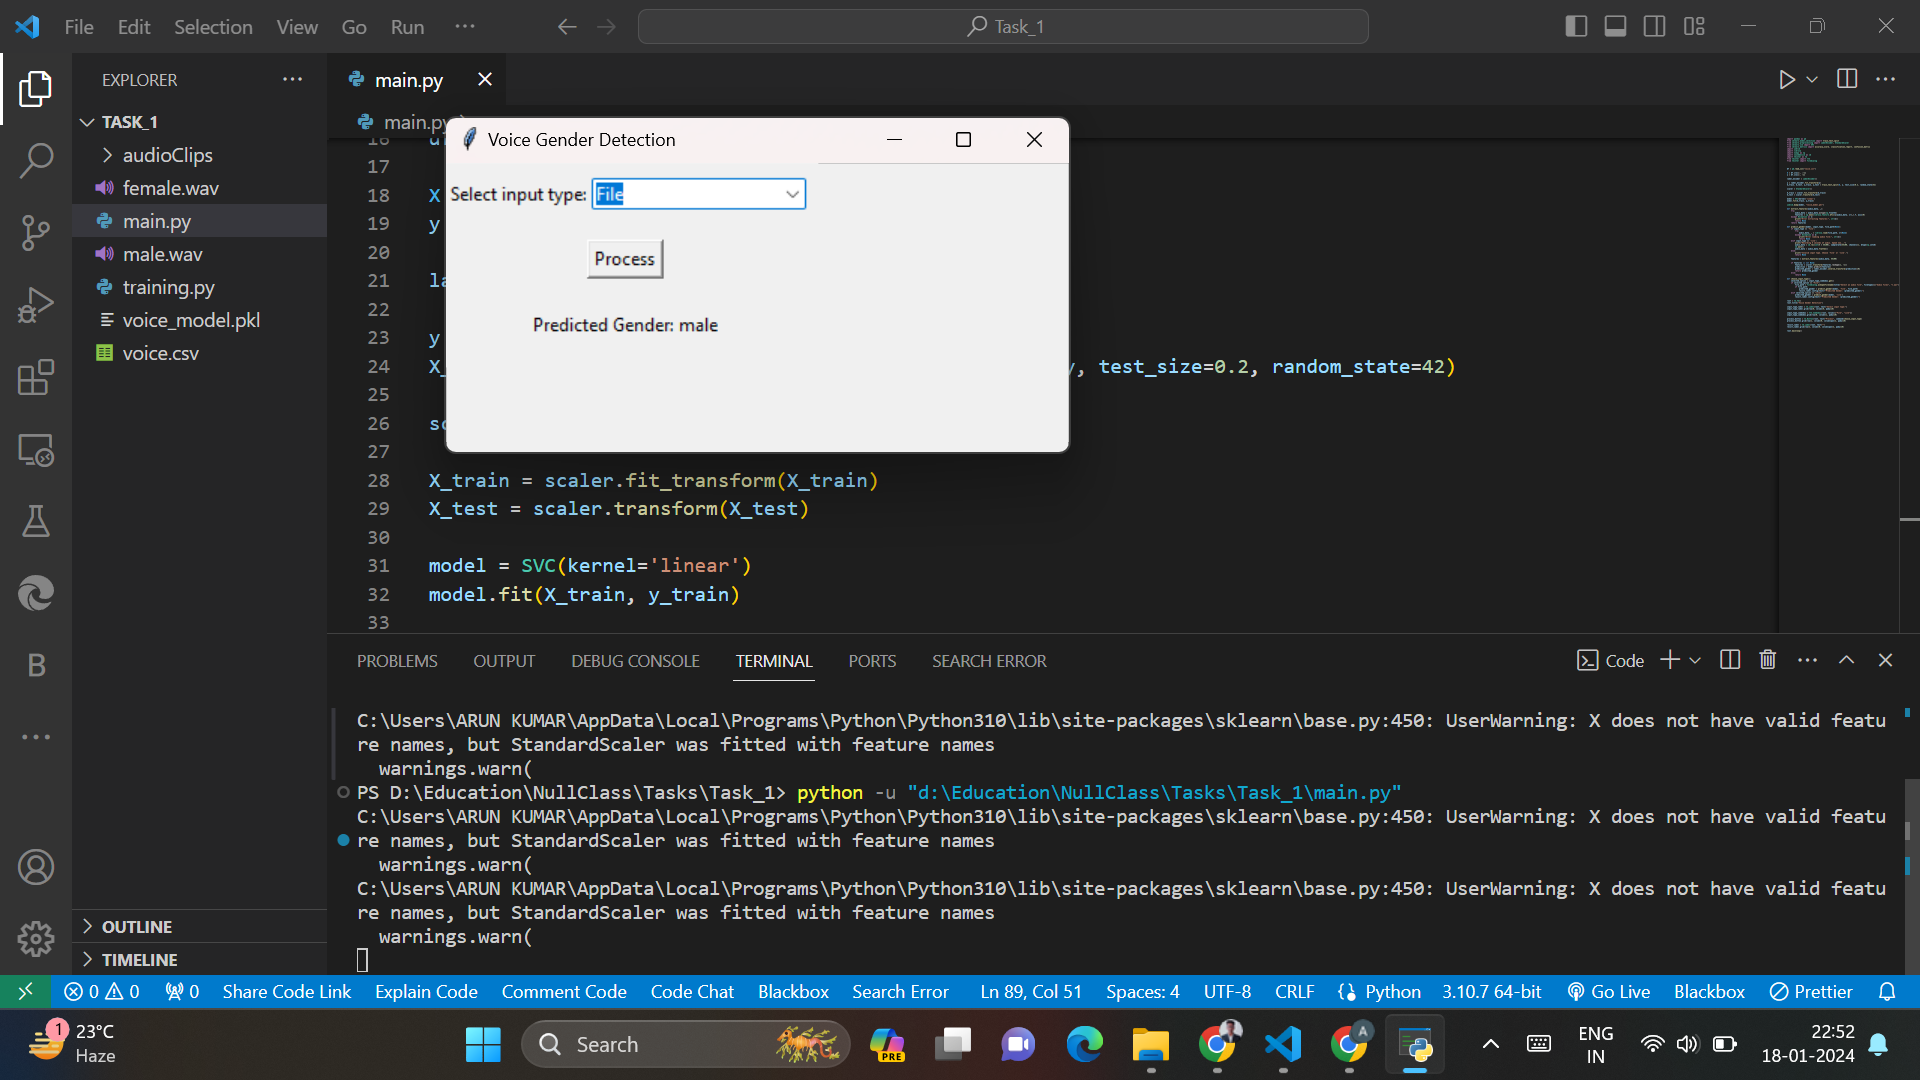 File Edit Selection View Go Run ···
Task_1
EXPLORER ···
TASK_1
audioClips
female.wav
main.py
male.wav
training.py
voice_model.pkl
voice.csv
OUTLINE
TIMELINE
main.py
main.py
Voice Gender Detection
Select input type: File
Process
Predicted Gender: male
16
17
18 X
19 y
20
21 la
22
23 y
24 X_ y, test_size=0.2, random_state=42)
25
26 sc
27
28 X_train = scaler.fit_transform(X_train)
29 X_test = scaler.transform(X_test)
30
31 model = SVC(kernel='linear')
32 model.fit(X_train, y_train)
33
PROBLEMS OUTPUT DEBUG CONSOLE TERMINAL PORTS SEARCH ERROR Code
C:\Users\ARUN KUMAR\AppData\Local\Programs\Python\Python310\lib\site-packages\sklearn\base.py:450: UserWarning: X does not have valid featu
re names, but StandardScaler was fitted with feature names
warnings.warn(
PS D:\Education\NullClass\Tasks\Task_1> python -u "d:\Education\NullClass\Tasks\Task_1\main.py"
C:\Users\ARUN KUMAR\AppData\Local\Programs\Python\Python310\lib\site-packages\sklearn\base.py:450: UserWarning: X does not have valid featu
re names, but StandardScaler was fitted with feature names
warnings.warn(
C:\Users\ARUN KUMAR\AppData\Local\Programs\Python\Python310\lib\site-packages\sklearn\base.py:450: UserWarning: X does not have valid featu
re names, but StandardScaler was fitted with feature names
warnings.warn(
0 0 0 Share Code Link Explain Code Comment Code Code Chat Blackbox Search Error Ln 89, Col 51 Spaces: 4 UTF-8 CRLF Python 3.10.7 64-bit Go Live Blackbox Prettier
1 23°C
Haze
Search
PRE
A
ENG
IN
22:52
18-01-2024
B